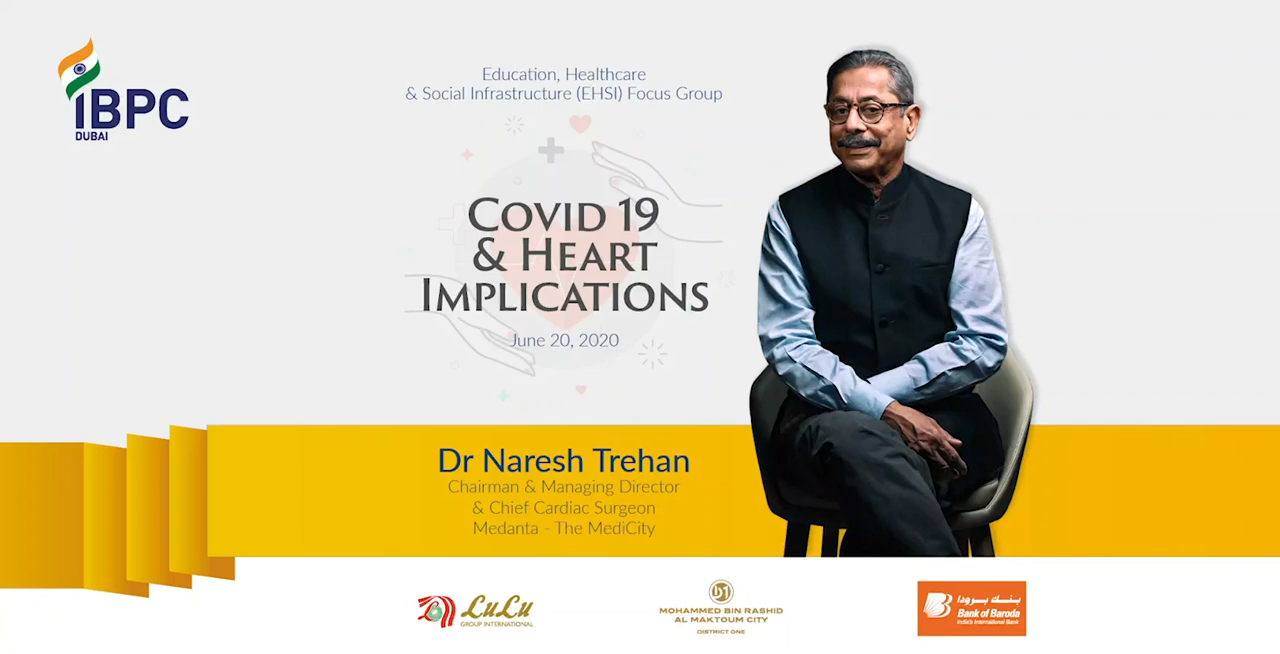 IBPC
DUBAI
Education, Healthcare
& Social Infrastructure (EHSI) Focus Group
COVID 19
& HEART
IMPLICATIONS
June 20, 2020
Dr Naresh Trehan
Chairman & Managing Director
& Chief Cardiac Surgeon
Medanta - The MediCity
LuLu
GROUP INTERNATIONAL
D1
MOHAMMED BIN RASHID
AL MAKTOUM CITY
DISTRICT ONE
بنك برودا
Bank of Baroda
India's International Bank